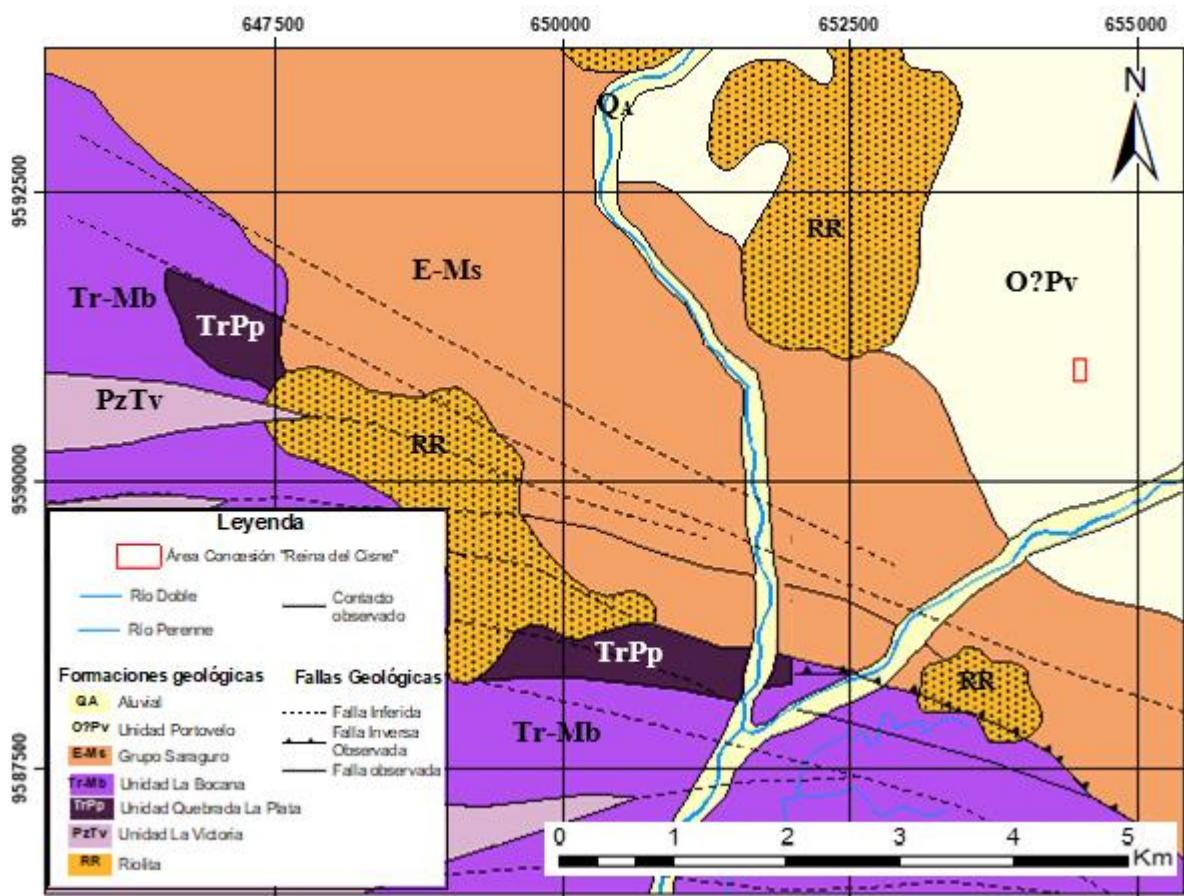 647500 650000 652500 655000
N
QA
9592500
RR
E-Ms
Tr-Mb
O?Pv
TrPp
PzTv
RR
9590000
Leyenda
Área Concesión "Reina del Cisne"
Río Doble
Contacto
observado
Río Perenne
Formaciones geológicas
QA Aluvial
O?Pv Unidad Portovelo
E-Ms Grupo Saraguro
Tr-Mb Unidad La Bocana
TrPp Unidad Quebrada La Plata
PzTv Unidad La Victoria
RR Riolita
Fallas Geológicas
Falla Inferida
Falla Inversa
Observada
Falla observada
TrPp
RR
Tr-Mb
9587500
0 1 2 3 4 5
Km